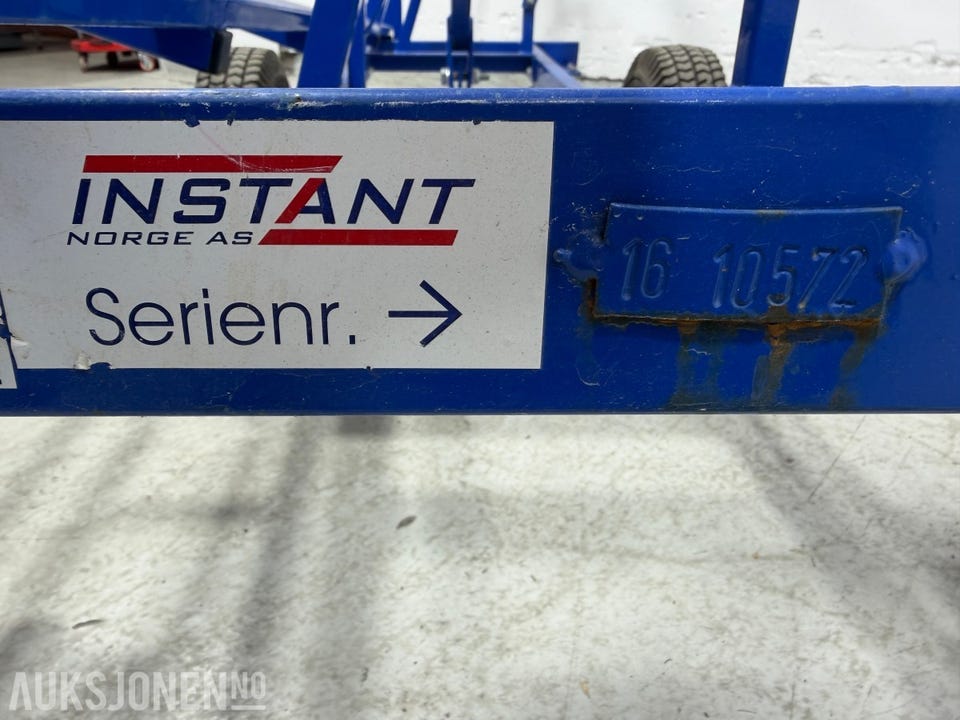 INSTANT
NORGE AS
Serienr. →
16 10572
AUKSJONEN.NO